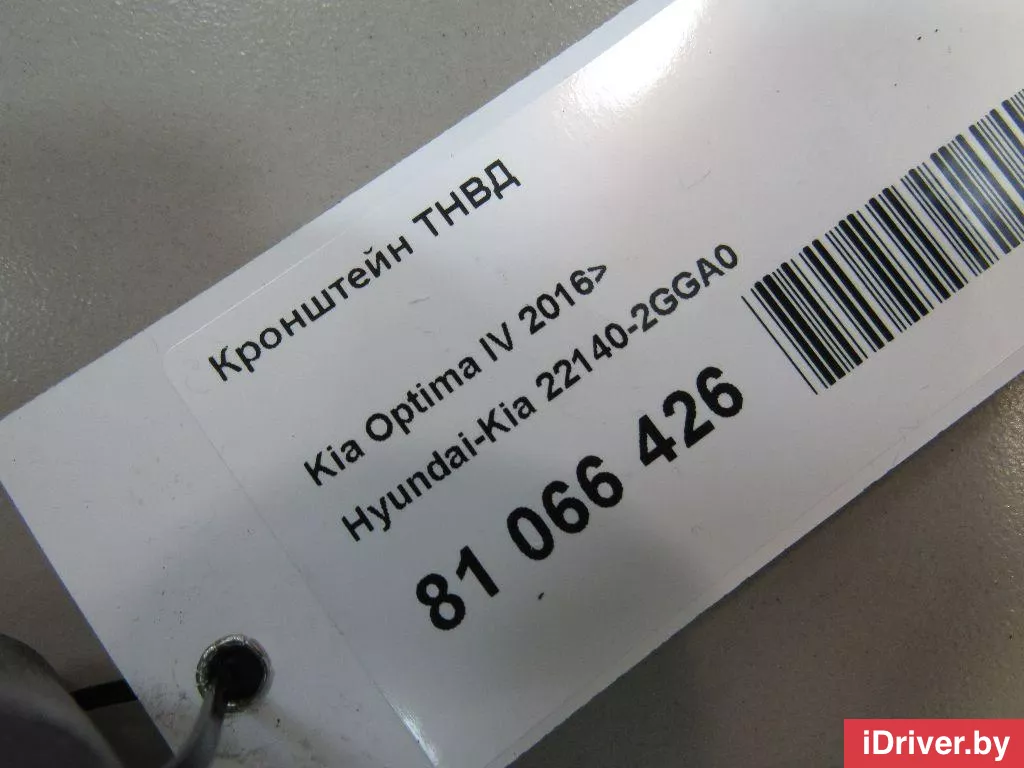 Кронштейн ТНВД
Kia Optima IV 2016>
Hyundai-Kia 22140-2GGA0
81 066 426
iDriver.by